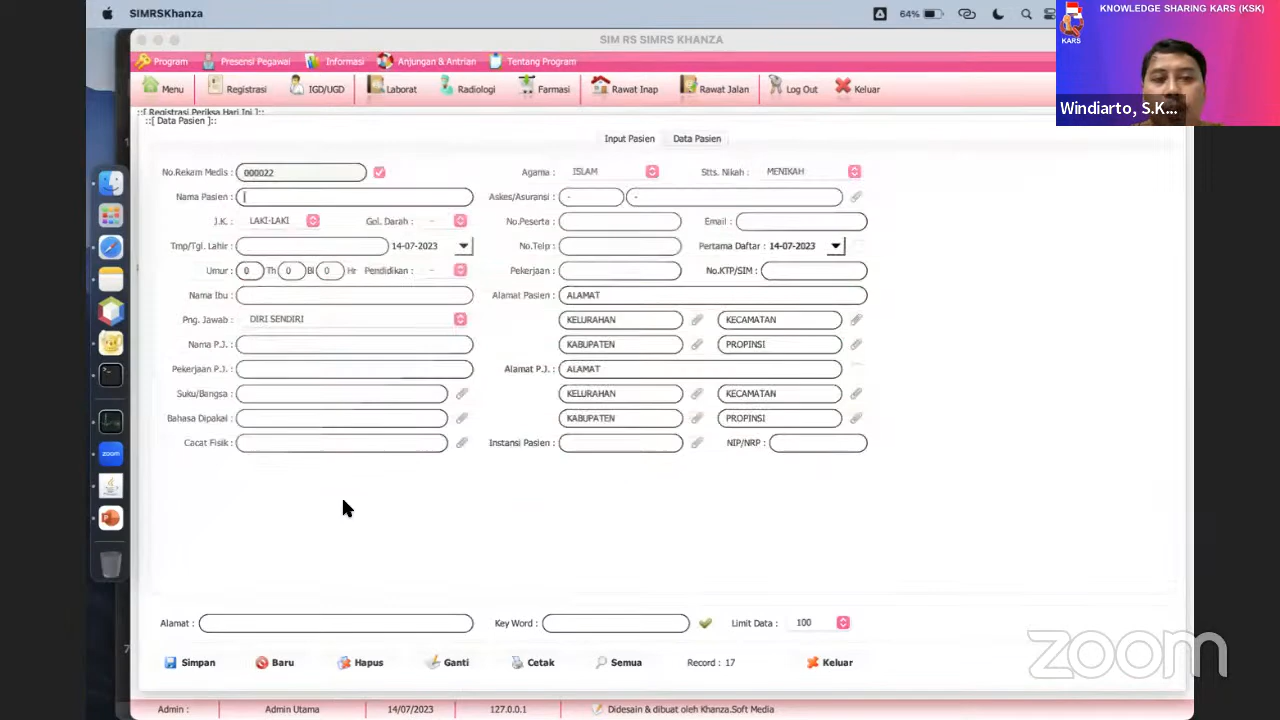 SIMRSKhanza
64%
KNOWLEDGE SHARING KARS (KSK)
KARS
Windiarto, S.K...
SIM RS SIMRS KHANZA
Program Presensi Pegawai Informasi Anjungan & Antrian Tentang Program
Menu Registrasi IGD/UGD Laborat Radiologi Farmasi Rawat Inap Rawat Jalan Log Out Keluar
::[ Registrasi Periksa Hari Ini ]::
::[ Data Pasien ]::
Input Pasien Data Pasien
No.Rekam Medis : 000022 Agama : ISLAM Stts. Nikah : MENIKAH
Nama Pasien : Askes/Asuransi : - -
J.K. : LAKI-LAKI Gol. Darah : - No.Peserta : Email :
Tmp/Tgl. Lahir : 14-07-2023 No.Telp : Pertama Daftar : 14-07-2023
Umur : 0 Th 0 Bl 0 Hr Pendidikan : - Pekerjaan : No.KTP/SIM :
Nama Ibu : Alamat Pasien : ALAMAT
Png. Jawab : DIRI SENDIRI KELURAHAN KECAMATAN
Nama P.J. : KABUPATEN PROPINSI
Pekerjaan P.J. : Alamat P.J. : ALAMAT
Suku/Bangsa : KELURAHAN KECAMATAN
Bahasa Dipakai : KABUPATEN PROPINSI
Cacat Fisik : Instansi Pasien : NIP/NRP :
Alamat : Key Word : Limit Data : 100
Simpan Baru Hapus Ganti Cetak Semua Record : 17 Keluar
Admin : Admin Utama 14/07/2023 127.0.0.1 Didesain & dibuat oleh Khanza.Soft Media
zoom
zoom